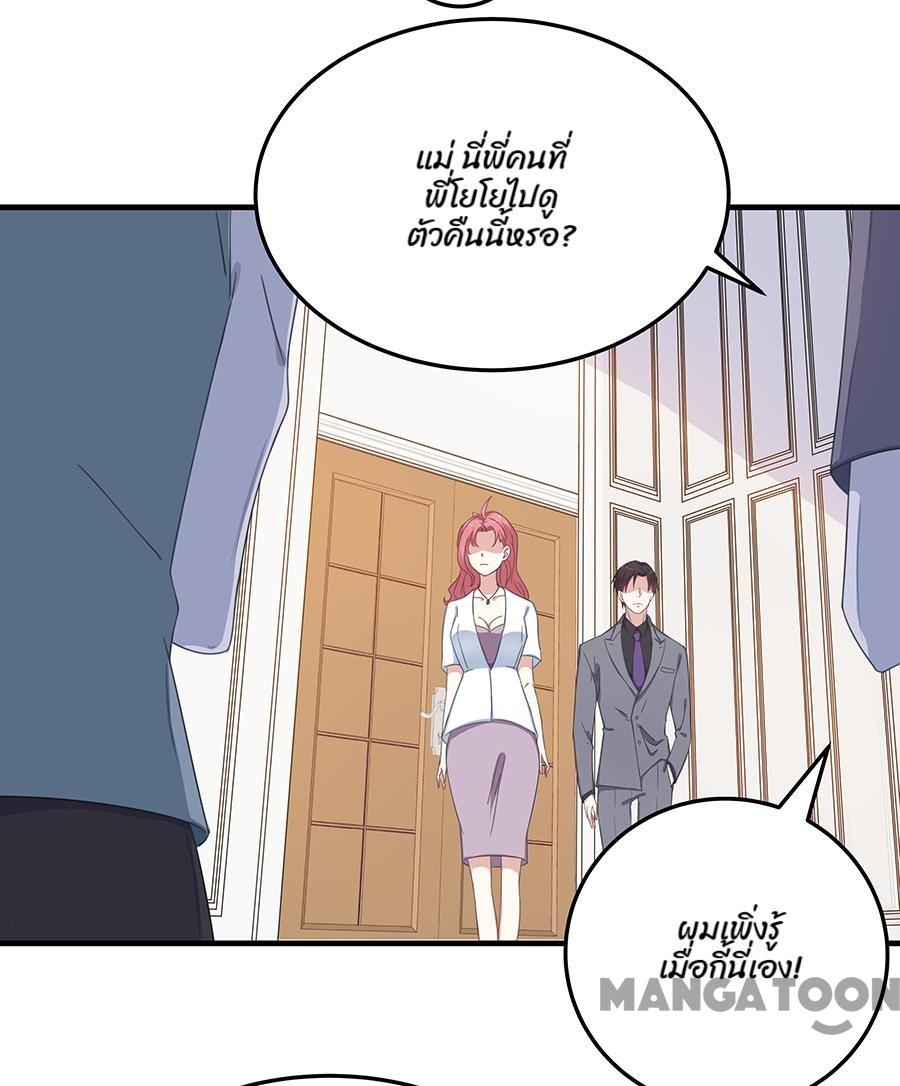 แม่ นี่พี่คนที่
พี่โยโยไปดู
ตัวคืนนี้หรอ?
ผมเพิ่งรู้
เมื่อกี้นี่เอง!
MANGATOON